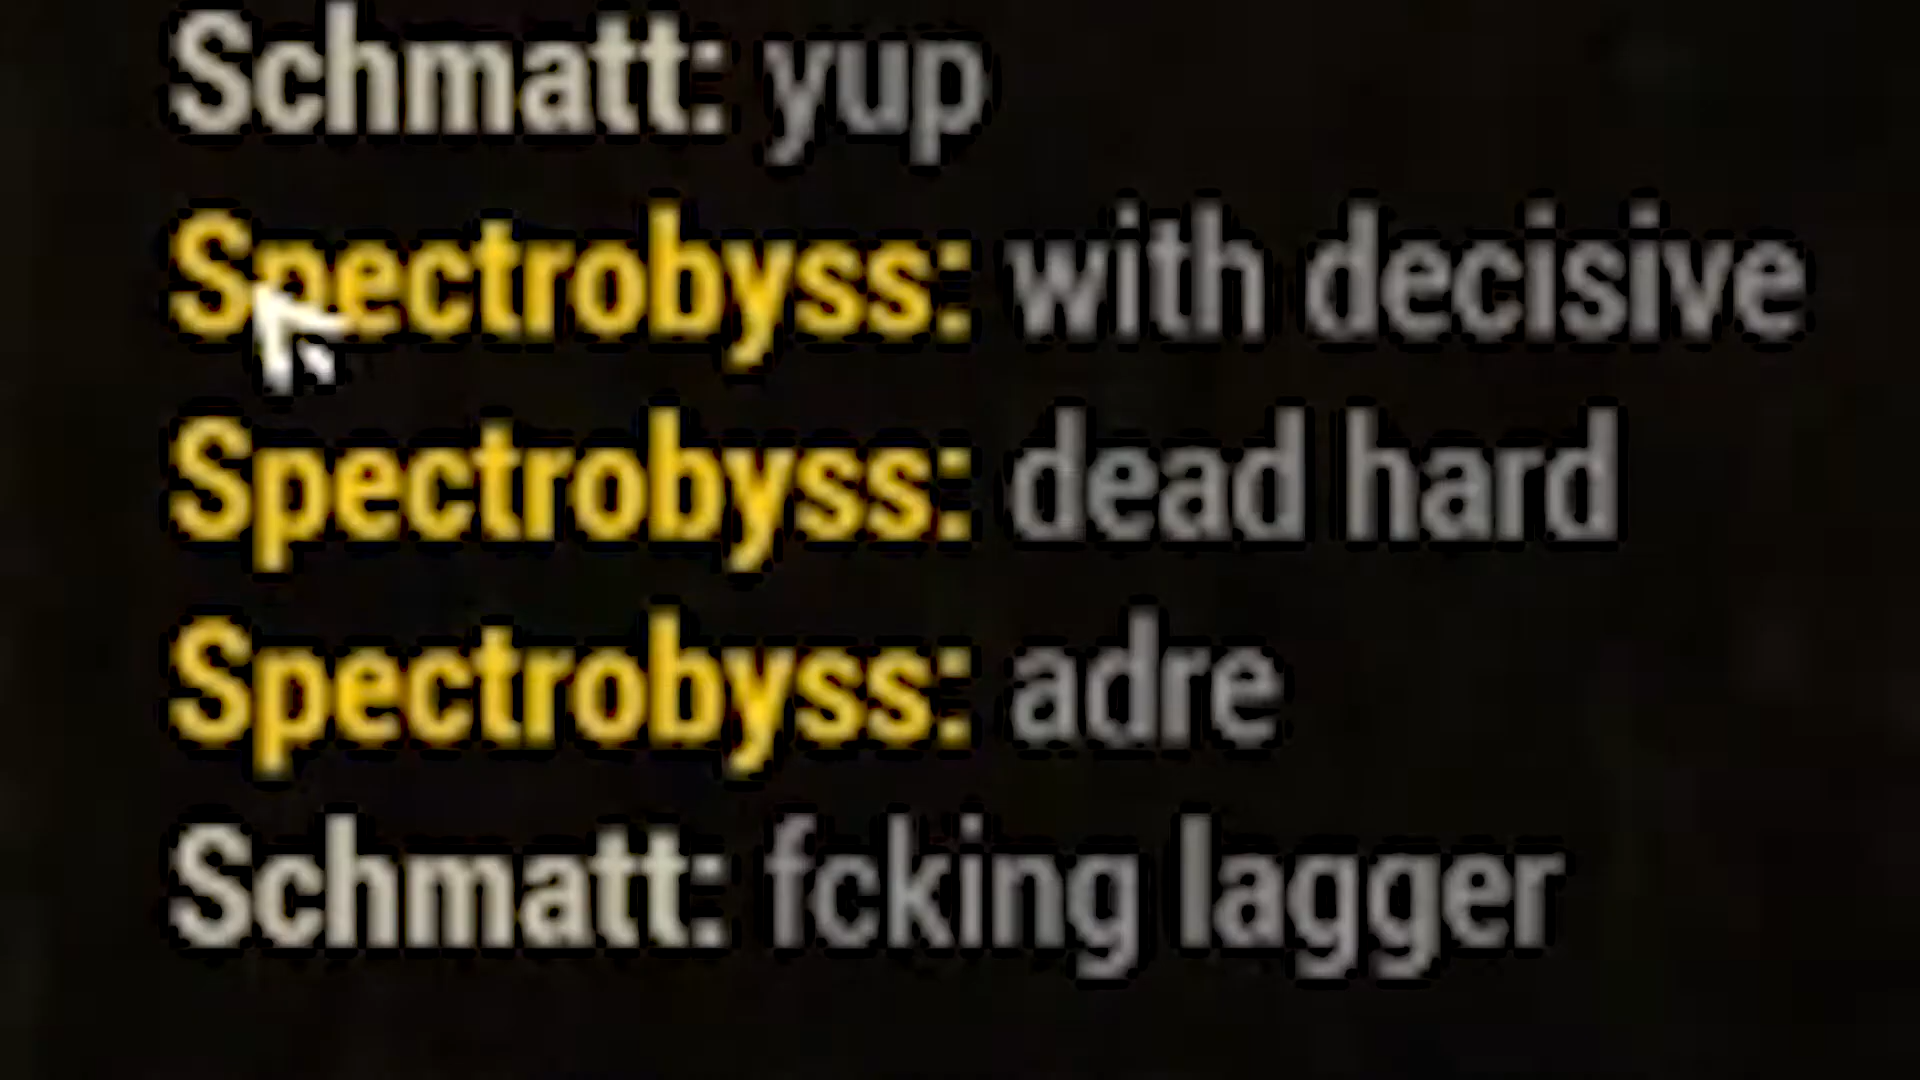 Schmatt: yup
Spectrobyss: with decisive
Spectrobyss: dead hard
Spectrobyss: adre
Schmatt: fcking lagger